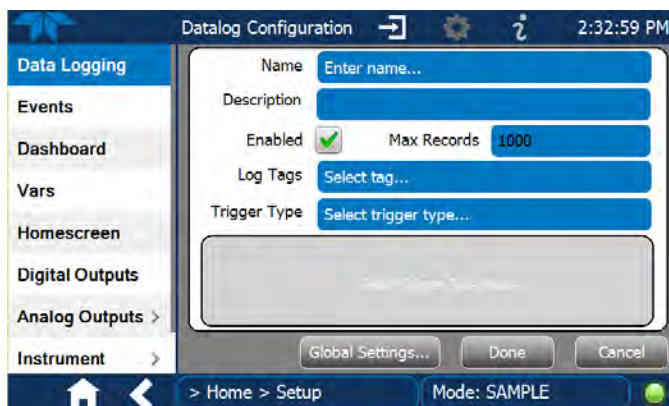 Datalog Configuration 2:32:59 PM
Data Logging
Events
Dashboard
Vars
Homescreen
Digital Outputs
Analog Outputs >
Instrument >
Name Enter name...
Description
Enabled Max Records 1000
Log Tags Select tag...
Trigger Type Select trigger type...
Global Settings... Done Cancel
> Home > Setup Mode: SAMPLE